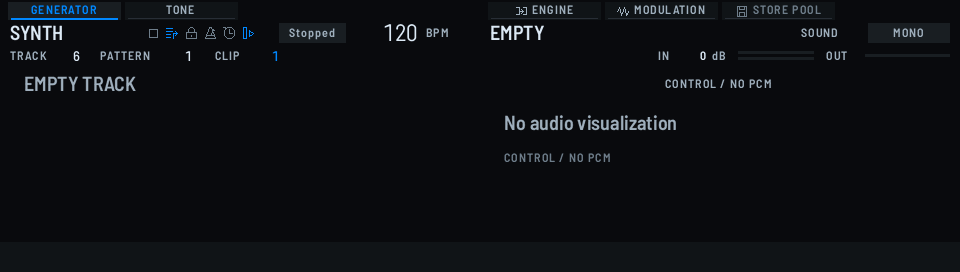 GENERATOR TONE ENGINE MODULATION STORE POOL
SYNTH Stopped 120 BPM EMPTY SOUND MONO
TRACK 6 PATTERN 1 CLIP 1 IN 0 dB OUT
EMPTY TRACK CONTROL / NO PCM
No audio visualization
CONTROL / NO PCM